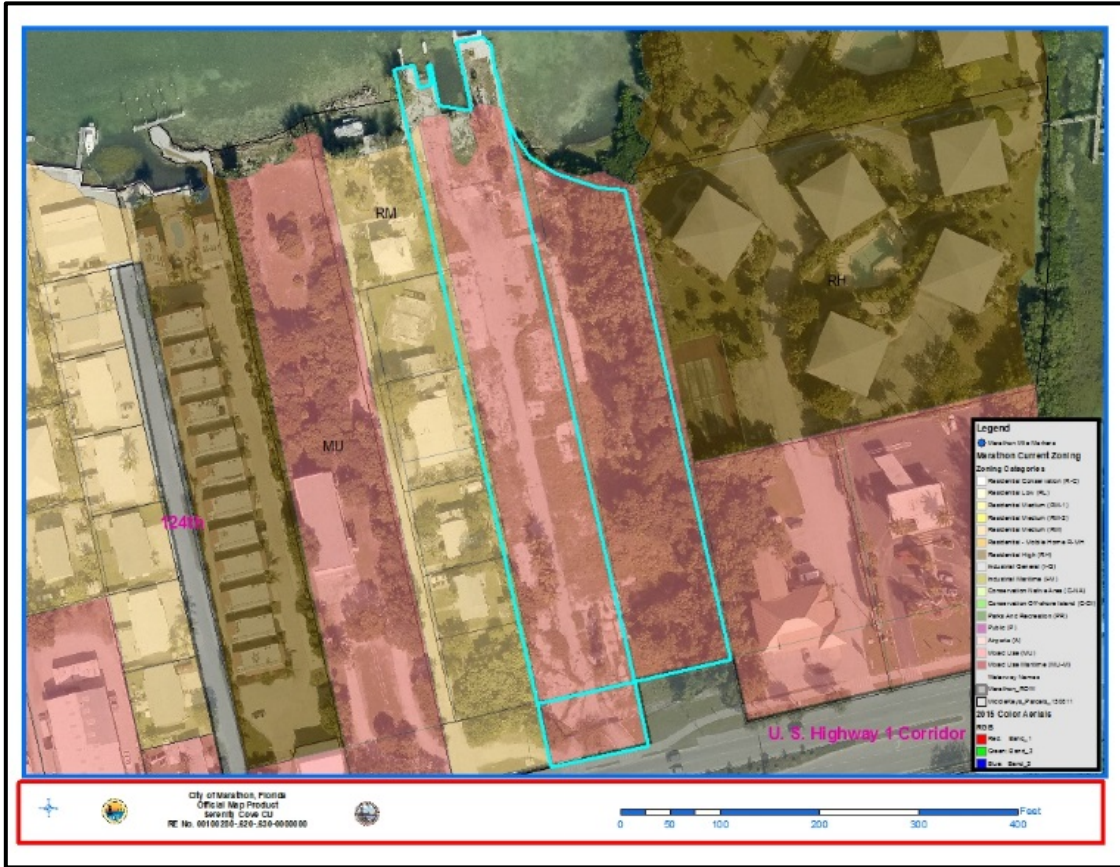 RM
RH
MU
124th
U. S. Highway 1 Corridor
Legend
Marathon Mile Markers
Marathon Current Zoning
Zoning Categories
Residential Conservation (R-C)
Residential Low (RL)
Residential Medium (RM-1)
Residential Medium (RM-2)
Residential Medium (RM)
Residential - Mobile Home R-MH
Residential High (RH)
Industrial General (I-G)
Industrial Maritime (I-M)
Conservation Native Area (C-NA)
Conservation Offshore Island (C-OI)
Parks And Recreation (PR)
Public (P)
Airports (A)
Mixed Use (MU)
Mixed Use Maritime (MU-M)
Waterway Names
Marathon_ROW
2015 Color Aerials
RGB
Red: Band_1
Green: Band_2
Blue: Band_3
City of Marathon, Florida
Official Map Product
Serenity Cove CU
RE No.
Feet
0 50 100 200 300 400